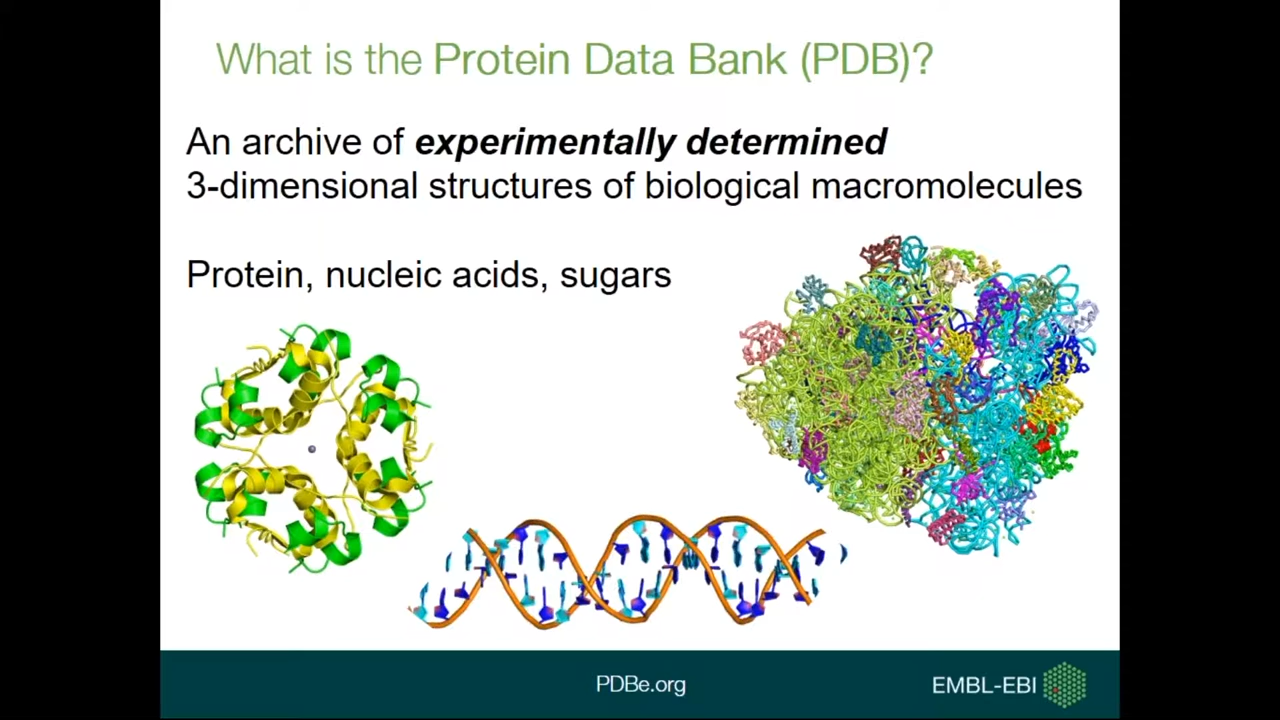 What is the Protein Data Bank (PDB)?
An archive of experimentally determined
3-dimensional structures of biological macromolecules
Protein, nucleic acids, sugars
PDBe.org
EMBL-EBI